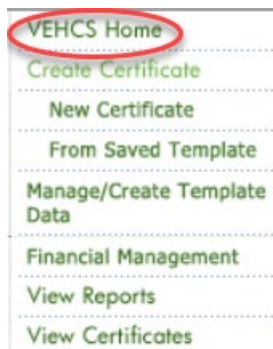 VEHCS Home
Create Certificate
New Certificate
From Saved Template
Manage/Create Template
Data
Financial Management
View Reports
View Certificates